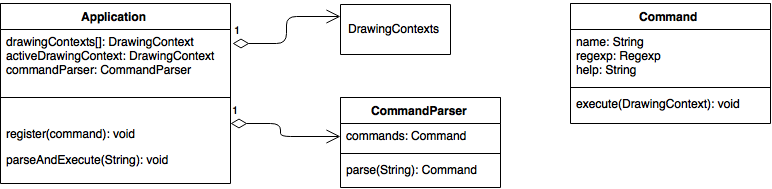 Application
drawingContexts[]: DrawingContext
activeDrawingContext: DrawingContext
commandParser: CommandParser
register(command): void
parseAndExecute(String): void
1
DrawingContexts
1
CommandParser
commands: Command
parse(String): Command
Command
name: String
regexp: Regexp
help: String
execute(DrawingContext): void